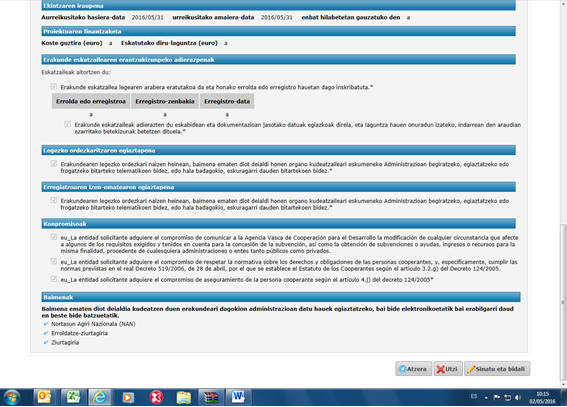 Ekintzaren iraupena
Aurreikusitako hasiera-data 2016/05/31 urreikusitako amaiera-data 2016/05/31 enbat hilabetetan gauzatuko den a
Proiektuaren finantzaketa
Koste guztira (euro) a Eskatutako diru-laguntza (euro) a
Erakunde eskatzailearen erantzukizunpeko adierazpenak
Eskatzaileak aitortzen du:
Erakunde eskatzailea legearen arabera eratutakoa da eta honako errolda edo erregistro hauetan dago inskribatuta.*
Errolda edo erregistroa Erregistro-zenbakia Erregistro-data
a a a
Erakunde eskatzaileak adierazten du eskabidean eta dokumentazioan jasotako datuak egiazkoak direla, eta laguntza hauen onuradun izateko, indarrean den araudian
ezarritako betekizunak betetzen dituela.*
Legezko ordezkaritzaren egiaztapena
Erakundearen legezko ordezkari naizen heinean, baimena ematen diot deialdi honen organo kudeatzaileari eskumeneko Administrazioan begiratzeko, egiaztatzeko edo
frogatzeko bitarteko telematikoen bidez, edo hala badagokio, eskuragarri dauden bitartekoen bidez.*
Erregistroaren izen-ematearen egiaztapena
Erakundearen legezko ordezkari naizen heinean, baimena ematen diot deialdi honen organo kudeatzaileari eskumeneko Administrazioan begiratzeko, egiaztatzeko edo
frogatzeko bitarteko telematikoen bidez, edo hala badagokio, eskuragarri dauden bitartekoen bidez.*
Konpromisoak
eu_La entidad solicitante adquiere el compromiso de comunicar a la Agencia Vasca de Cooperación para el Desarrollo la modificación de cualquier circunstancia que afecte
a algunos de los requisitos exigidos y tenidos en cuenta para la concesión de la subvención, así como la obtención de subvenciones o ayudas, ingresos o recursos para la
misma finalidad, procedente de cualesquiera administraciones o entes tanto públicos como privados.
eu_La entidad solicitante adquiere el compromiso de respetar la normativa sobre los derechos y obligaciones de las personas cooperantes, y, específicamente, cumplir las
normas previstas en el real Decreto 519/2006, de 28 de abril, por el que se establece el Estatuto de los Cooperantes según el artículo 3.2.g) del Decreto 124/2005.
eu_La entidad solicitante adquiere el compromiso de aseguramiento de la persona cooperante según el artículo 4.j) del decreto 124/2005*
Baimenak
Baimena ematen diot deialdia kudeatzen duen erakundeari dagokion administrazioan datu hauek egiaztatzeko, bai bide elektronikoetatik bai erabilgarri daud
en beste bide batzuetatik.
Nortasun Agiri Nazionala (NAN)
Erroldatze-ziurtagiria
Ziurtagiria
Atzera Utzi Sinatu eta bidali
ES 10:15
02/05/2016